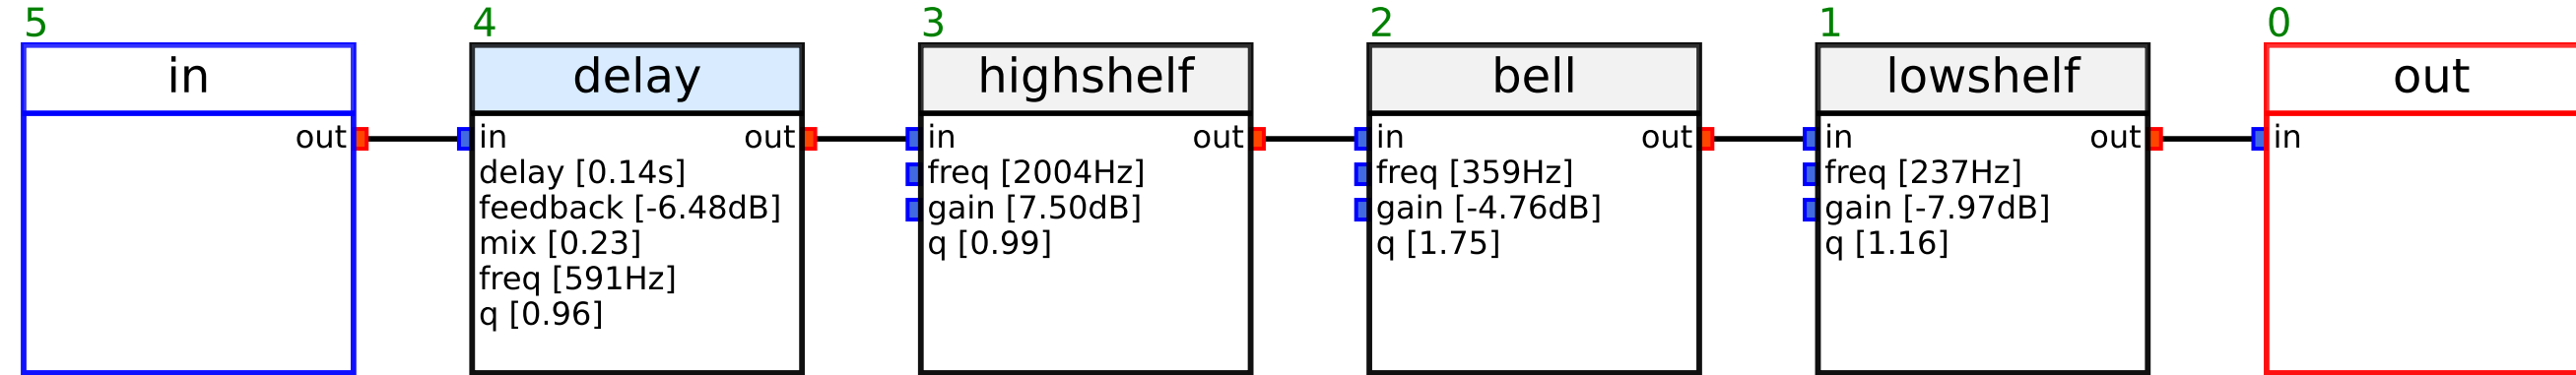 5
in
out
4
delay
in out
delay [0.14s]
feedback [-6.48dB]
mix [0.23]
freq [591Hz]
q [0.96]
3
highshelf
in out
freq [2004Hz]
gain [7.50dB]
q [0.99]
2
bell
in out
freq [359Hz]
gain [-4.76dB]
q [1.75]
1
lowshelf
in out
freq [237Hz]
gain [-7.97dB]
q [1.16]
0
out
in